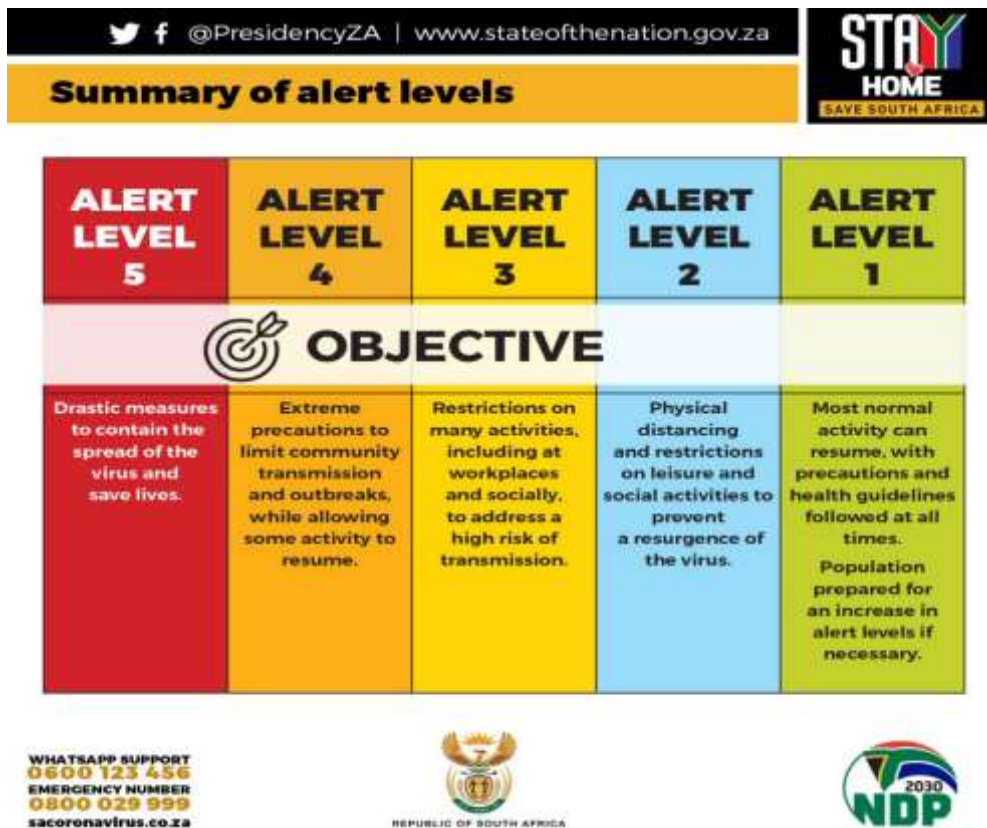 @PresidencyZA | www.stateofthenation.gov.za
STAY
HOME
SAVE SOUTH AFRICA
Summary of alert levels
ALERT
LEVEL
5
ALERT
LEVEL
4
ALERT
LEVEL
3
ALERT
LEVEL
2
ALERT
LEVEL
1
OBJECTIVE
Drastic measures
to contain the
spread of the
virus and
save lives.
Extreme
precautions to
limit community
transmission
and outbreaks,
while allowing
some activity to
resume.
Restrictions on
many activities,
including at
workplaces
and socially,
to address a
high risk of
transmission.
Physical
distancing
and restrictions
on leisure and
social activities to
prevent
a resurgence of
the virus.
Most normal
activity can
resume, with
precautions and
health guidelines
followed at all
times.
Population
prepared for
an increase in
alert levels if
necessary.
WHATSAPP SUPPORT
0600 123 456
EMERGENCY NUMBER
0800 029 999
sacoronavirus.co.za
REPUBLIC OF SOUTH AFRICA
2030
NDP